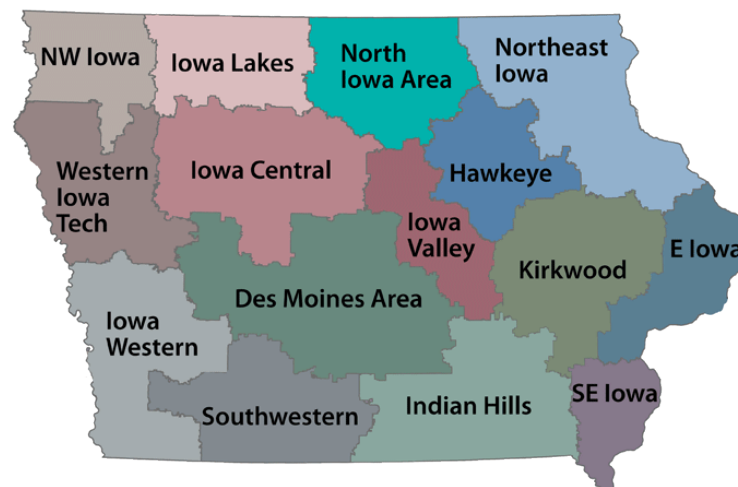 NW Iowa
Iowa Lakes
North
Iowa Area
Northeast
Iowa
Western
Iowa
Tech
Iowa Central
Hawkeye
Iowa
Valley
Kirkwood
E Iowa
Des Moines Area
Iowa
Western
Southwestern
Indian Hills
SE Iowa